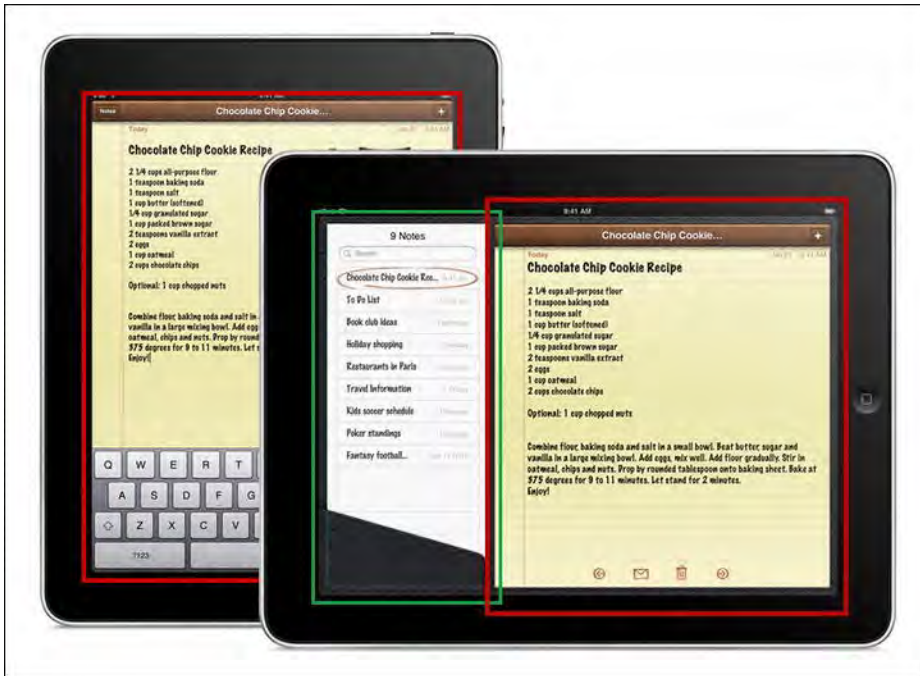 Notes
Chocolate Chip Cookie...
+
Today
Chocolate Chip Cookie Recipe
2 1/4 cups all-purpose flour
1 teaspoon baking soda
1 teaspoon salt
1 cup butter (softened)
1/4 cup granulated sugar
1 cup packed brown sugar
2 teaspoons vanilla extract
2 eggs
1 cup oatmeal
2 cups chocolate chips
Optional: 1 cup chopped nuts
Combine flour, baking soda and salt in
vanilla in a large mixing bowl. Add eggs
oatmeal, chips and nuts. Drop by round
375 degrees for 9 to 11 minutes. Let s
Enjoy!
Q W E R T
A S D F G
Z X C V
.?123
9:41 AM
9 Notes
Search
Chocolate Chip Cookie Rec... 9:41 AM
To Do List
Book club ideas
Holiday shopping
Restaurants in Paris
Travel Information
Kids soccer schedule
Poker standings
Fantasy football...
Chocolate Chip Cookie...
+
Today
Chocolate Chip Cookie Recipe
2 1/4 cups all-purpose flour
1 teaspoon baking soda
1 teaspoon salt
1 cup butter (softened)
1/4 cup granulated sugar
1 cup packed brown sugar
2 teaspoons vanilla extract
2 eggs
1 cup oatmeal
2 cups chocolate chips
Optional: 1 cup chopped nuts
Combine flour, baking soda and salt in a small bowl. Beat butter, sugar and
vanilla in a large mixing bowl. Add eggs, mix well. Add flour gradually. Stir in
oatmeal, chips and nuts. Drop by rounded tablespoon onto baking sheet. Bake at
375 degrees for 9 to 11 minutes. Let stand for 2 minutes.
Enjoy!